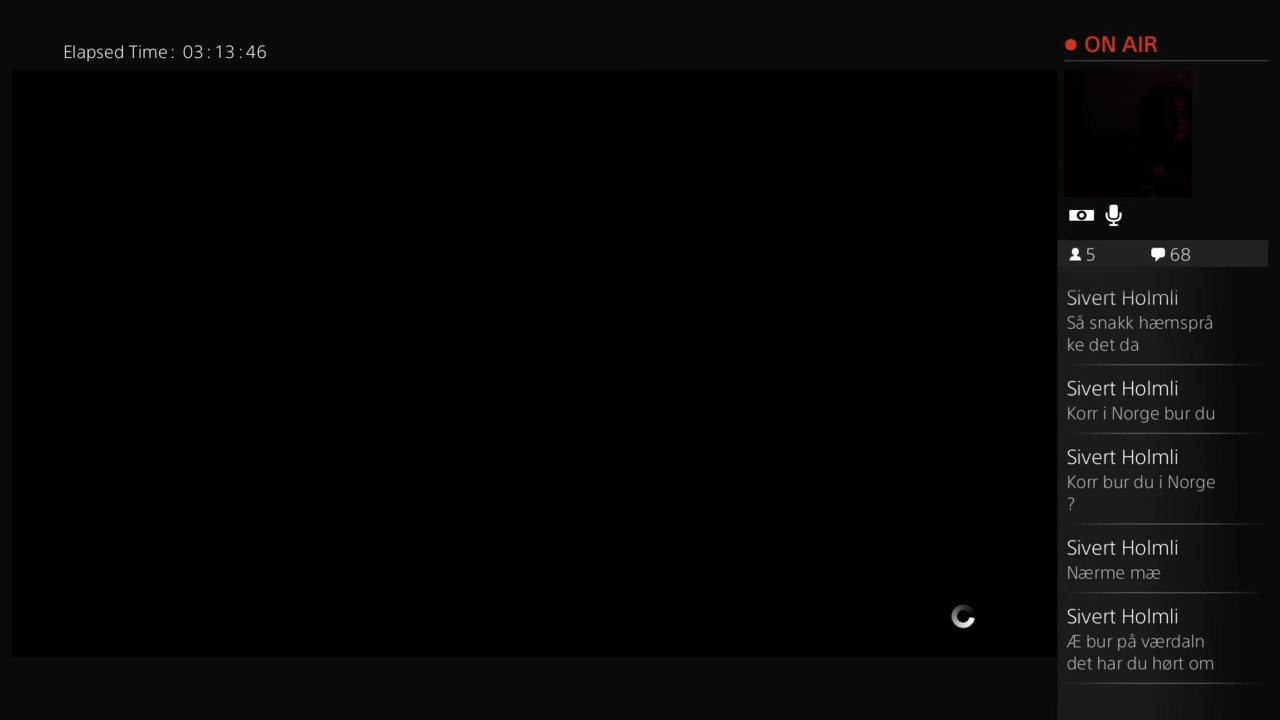 Elapsed Time: 03:13:46
ON AIR
5 68
Sivert Holmli
Så snakk hæmsprå
ke det da
Sivert Holmli
Korr i Norge bur du
Sivert Holmli
Korr bur du i Norge
?
Sivert Holmli
Nærme mæ
Sivert Holmli
Æ bur på værdaln
det har du hørt om